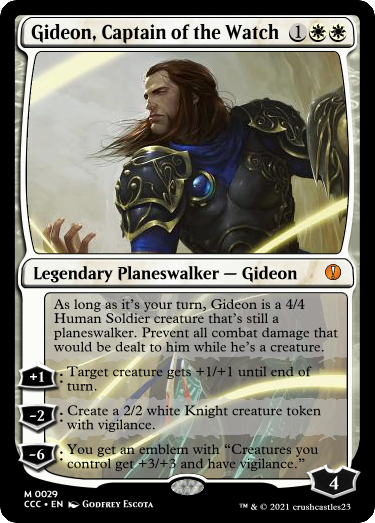 Gideon, Captain of the Watch 1
Legendary Planeswalker — Gideon
As long as it's your turn, Gideon is a 4/4
Human Soldier creature that's still a
planeswalker. Prevent all combat damage that
would be dealt to him while he's a creature.
+1: Target creature gets +1/+1 until end of
turn.
-2: Create a 2/2 white Knight creature token
with vigilance.
-6: You get an emblem with “Creatures you
control get +3/+3 and have vigilance.”
4
M 0029
CCC • EN Godfrey Escota
™ & © 2021 crushcastles23